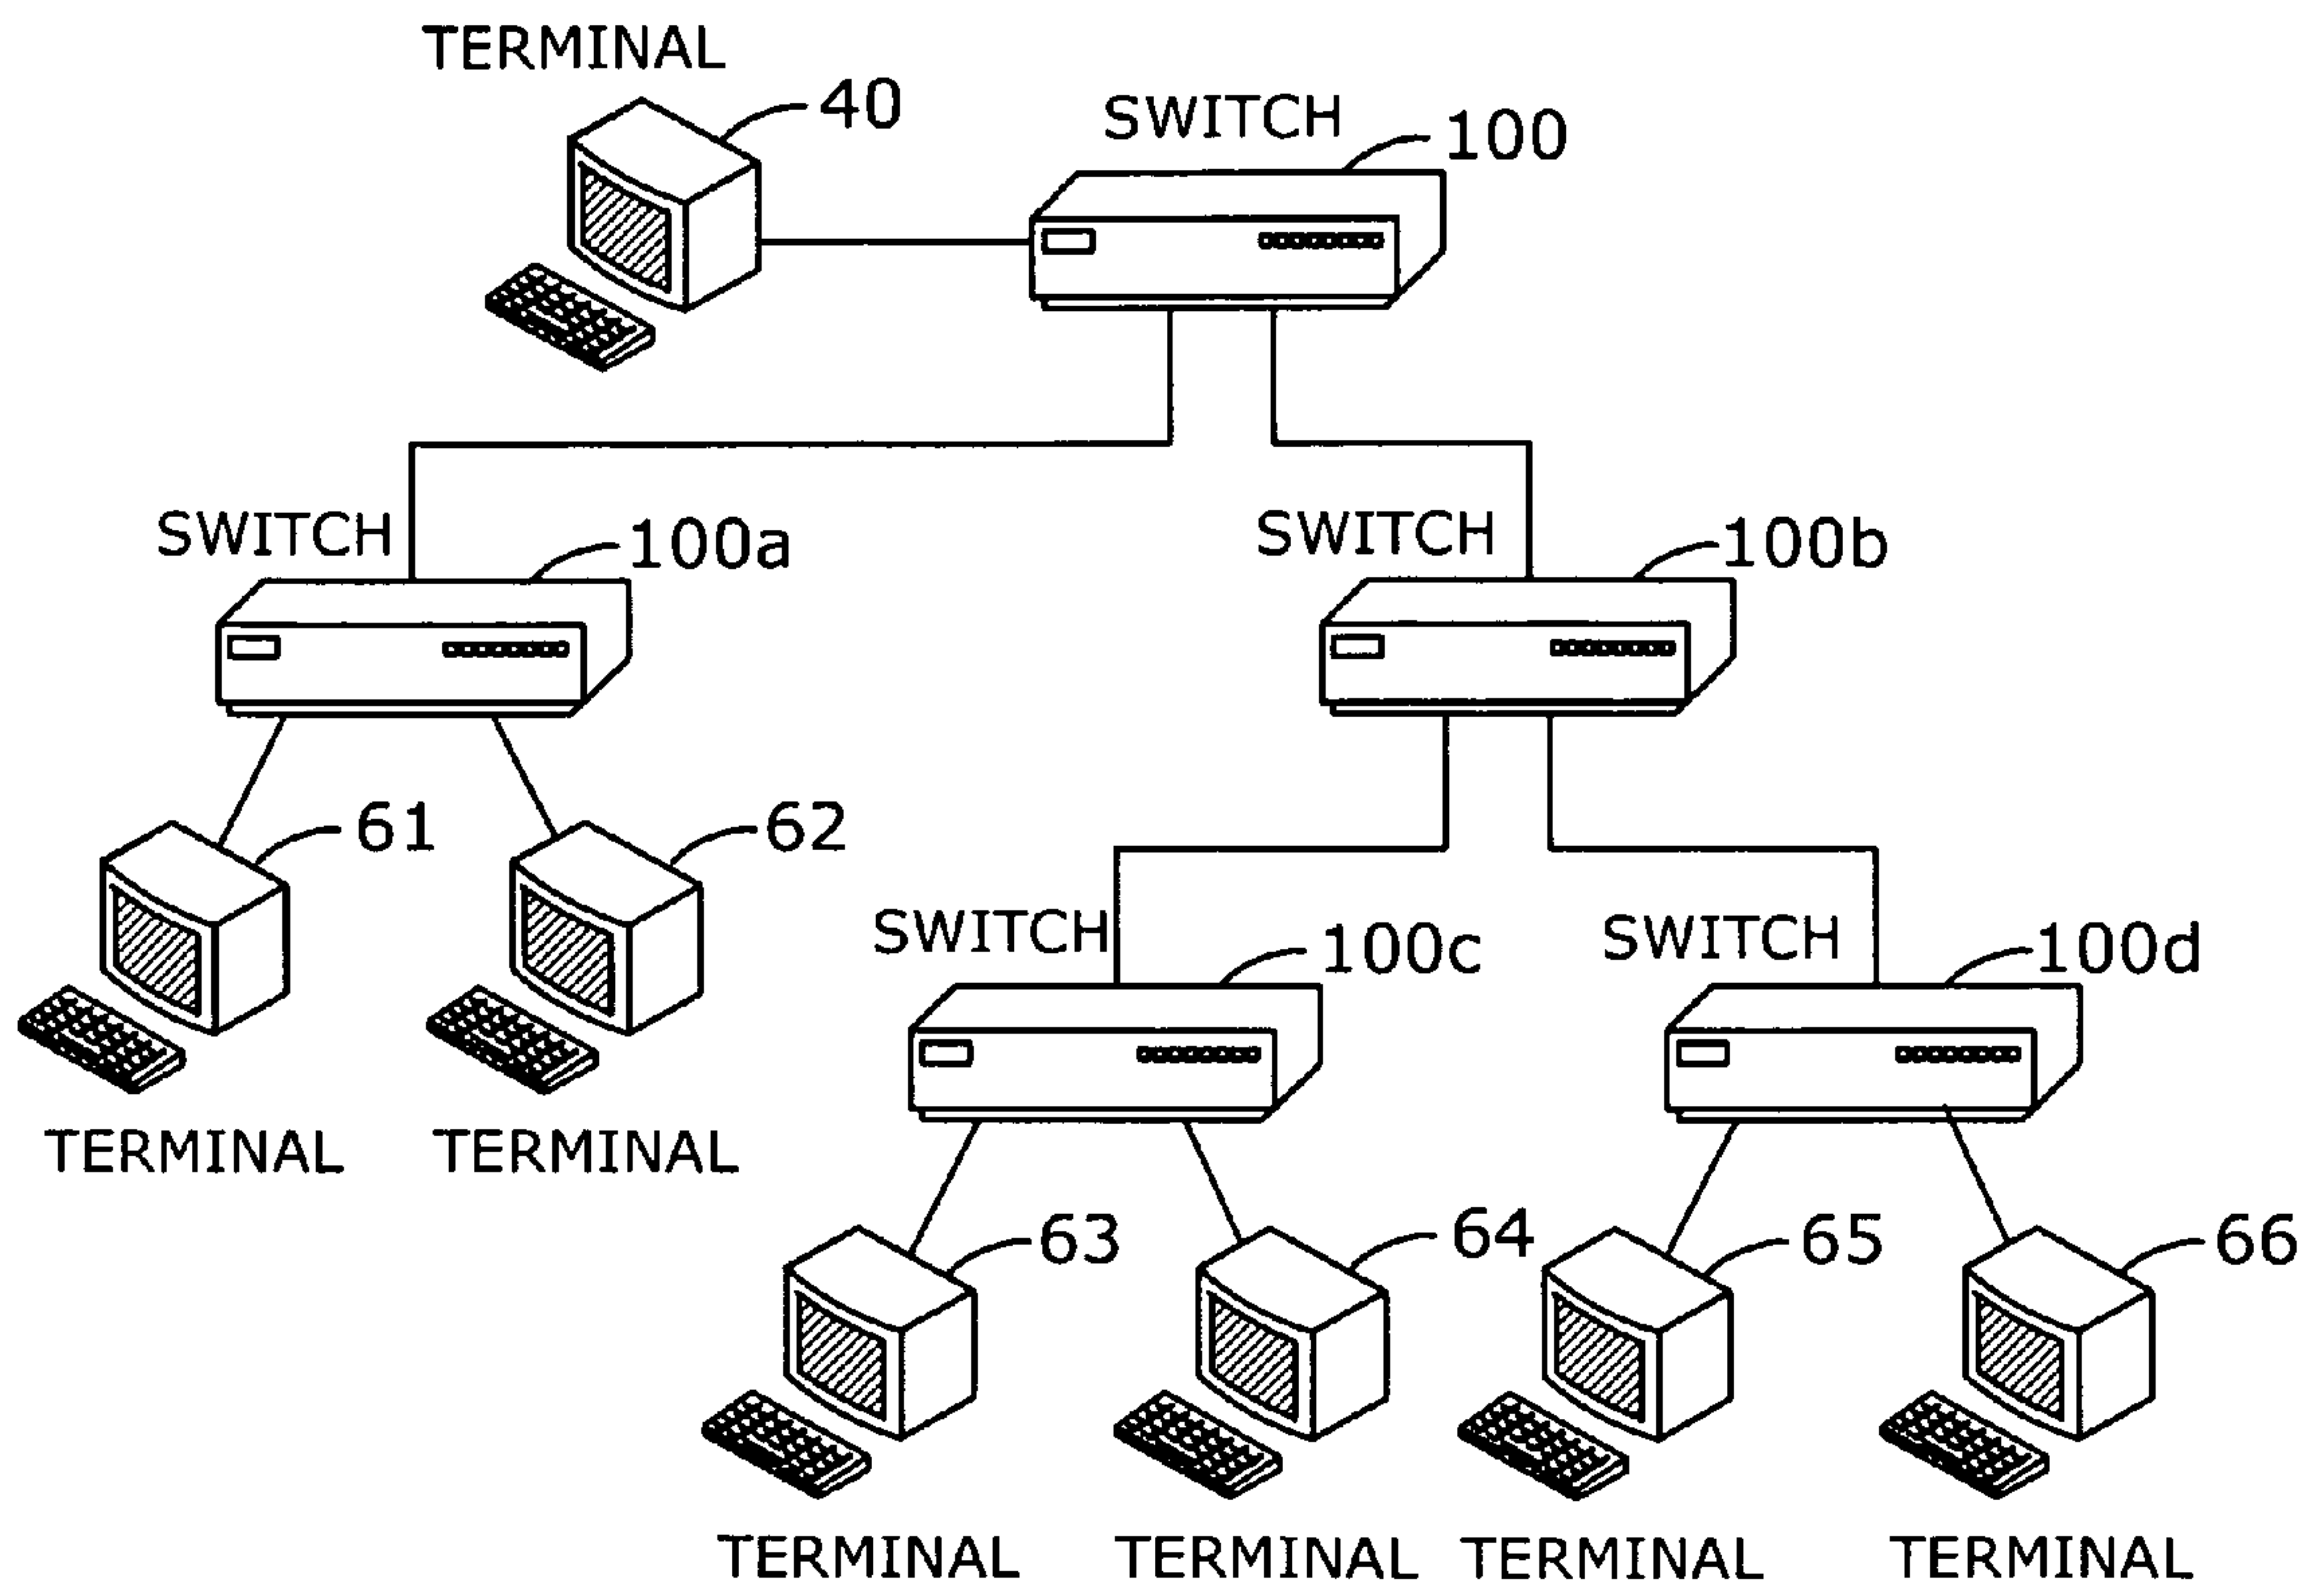 TERMINAL
40
SWITCH
100
SWITCH
100a
SWITCH
100b
61
62
SWITCH
100c
SWITCH
100d
TERMINAL
TERMINAL
63
64
65
66
TERMINAL
TERMINAL
TERMINAL
TERMINAL